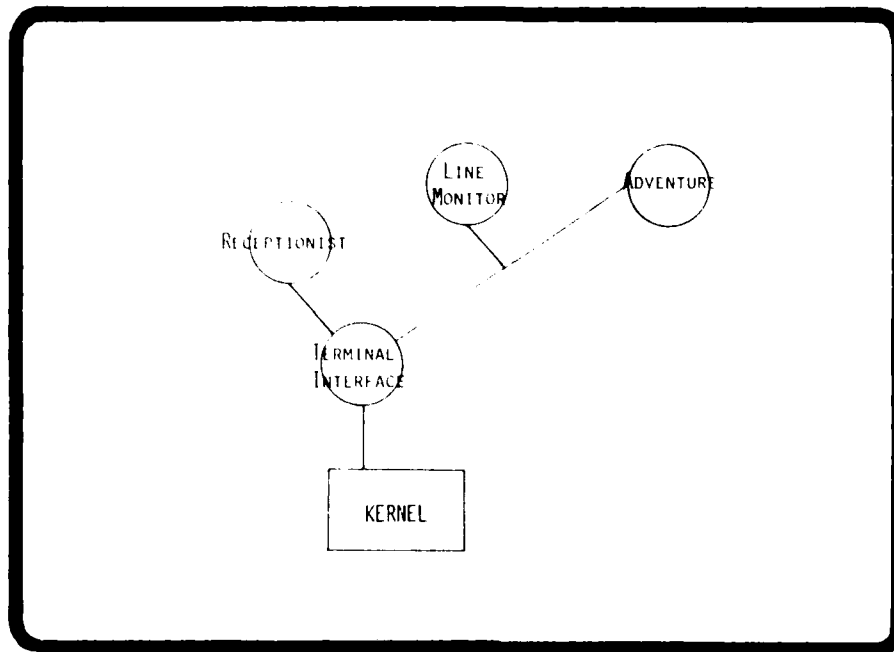 LINE
MONITOR
ADVENTURE
RECEPTIONIST
TERMINAL
INTERFACE
KERNEL